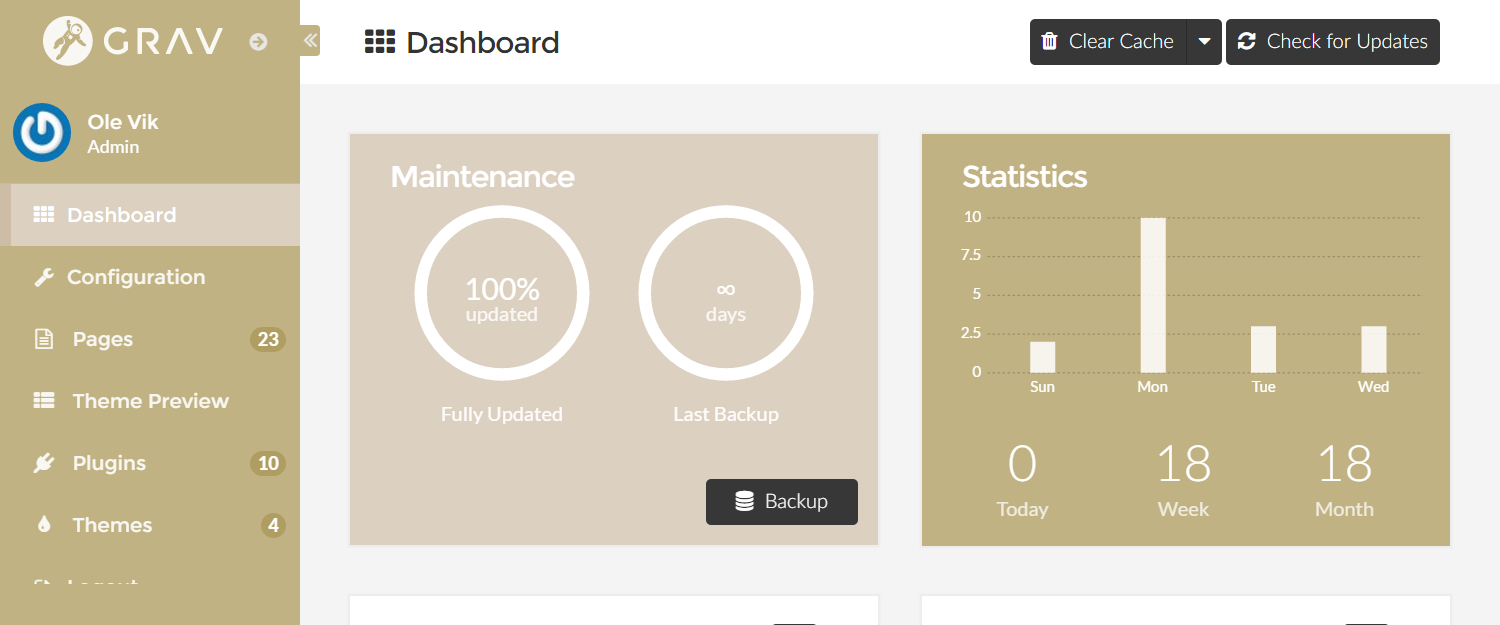 GRAV
Ole Vik
Admin
Dashboard
Configuration
Pages 23
Theme Preview
Plugins 10
Themes 4
Logout
Dashboard
Clear Cache
Check for Updates
Maintenance
100%
updated
∞
days
Fully Updated
Last Backup
Backup
Statistics
10
7.5
5
2.5
0
Sun Mon Tue Wed
0 18 18
Today Week Month